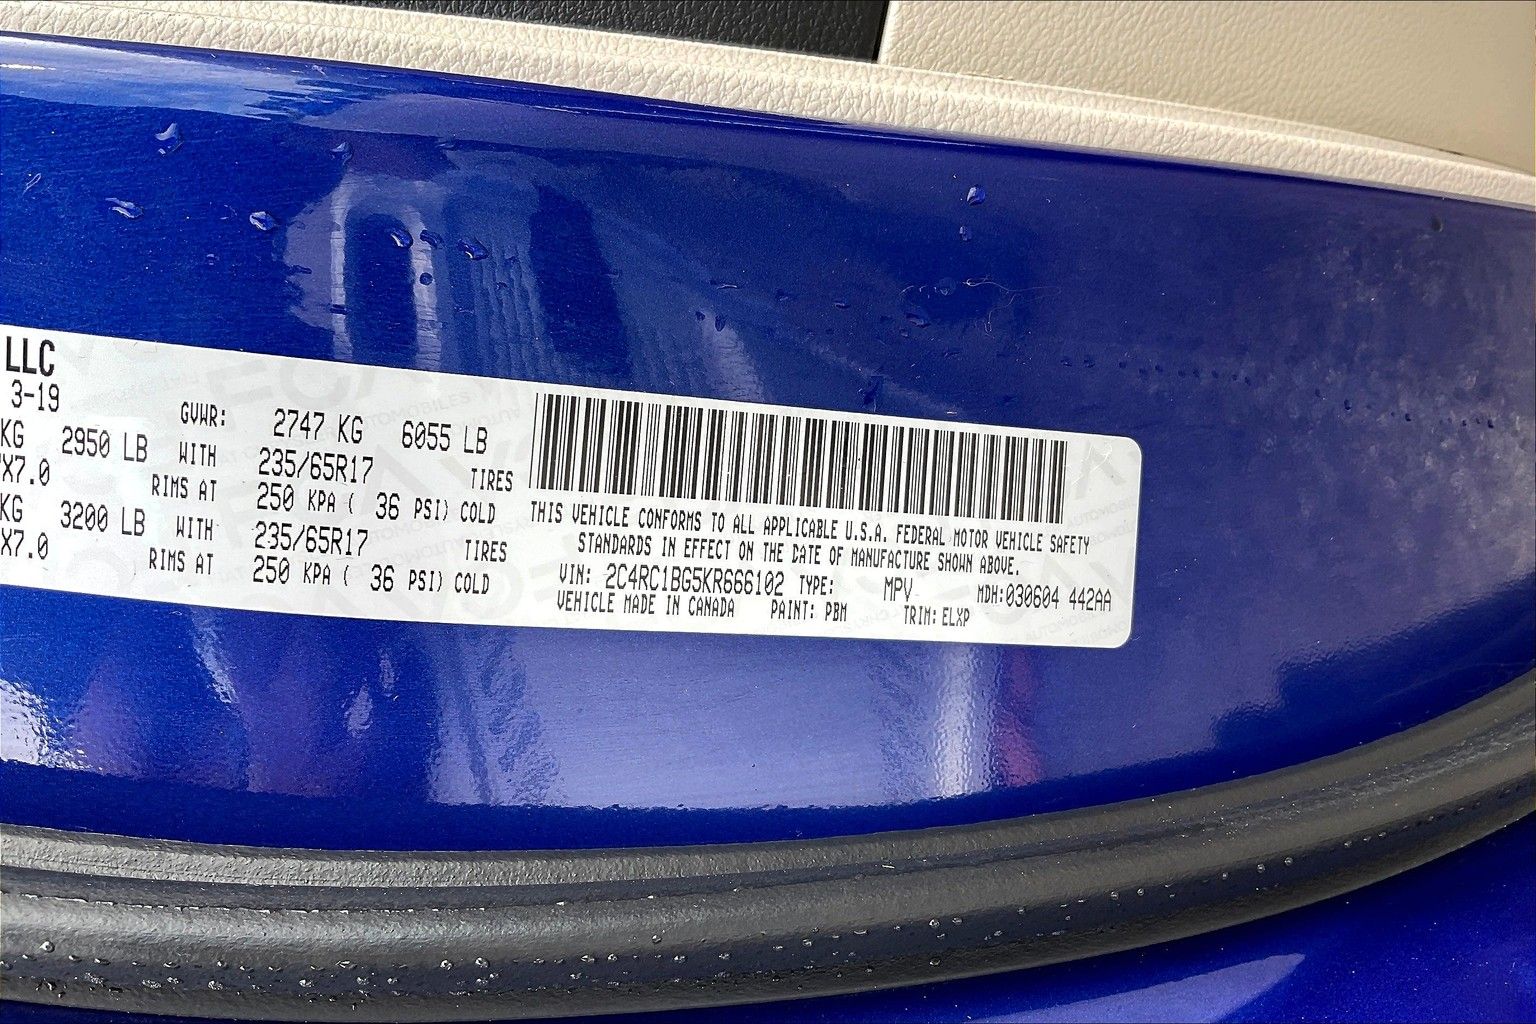 LLC
3-19 GVWR: 2747 KG 6055 LB
KG 2950 LB WITH 235/65R17 TIRES
X7.0 RIMS AT 250 KPA ( 36 PSI) COLD
KG 3200 LB WITH 235/65R17 TIRES
X7.0 RIMS AT 250 KPA ( 36 PSI) COLD
THIS VEHICLE CONFORMS TO ALL APPLICABLE U.S.A. FEDERAL MOTOR VEHICLE SAFETY
STANDARDS IN EFFECT ON THE DATE OF MANUFACTURE SHOWN ABOVE.
VIN: 2C4RC1BG5KR666102 TYPE: MPV MDH:030604 442AA
VEHICLE MADE IN CANADA PAINT: PBM TRIM: ELXP